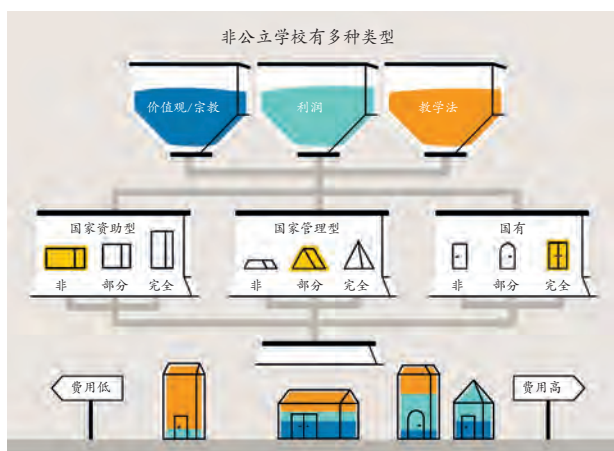 非公立学校有多种类型
价值观/宗教 利润 教学法
国家资助型 国家管理型 国有
非 部分 完全 非 部分 完全 非 部分 完全
费用低 费用高